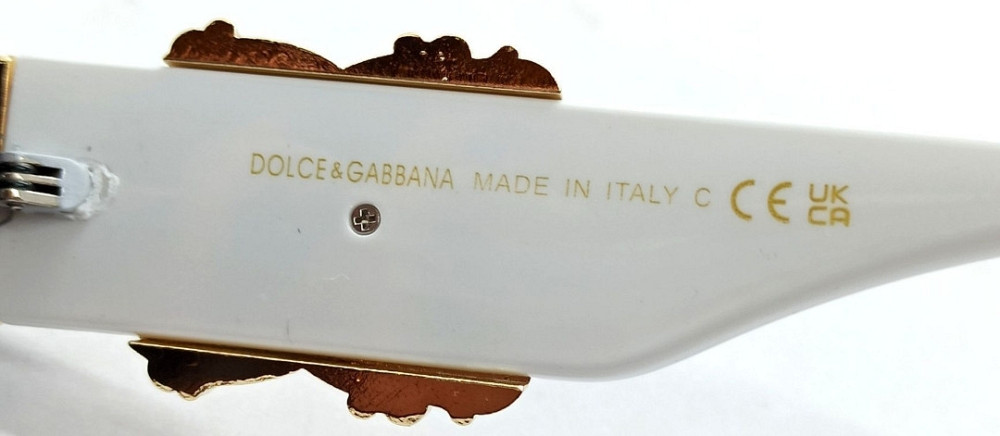 DOLCE&GABBANA MADE IN ITALY C CE UK
CA